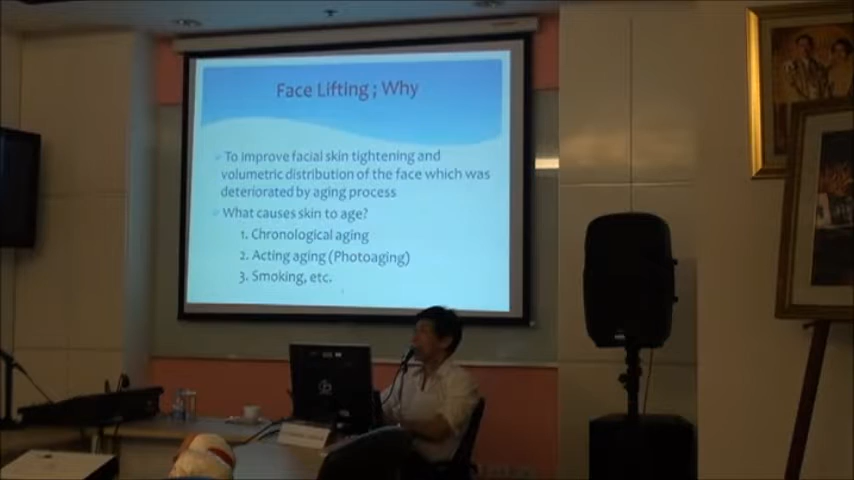 Face Lifting ; Why
To improve facial skin tightening and
volumetric distribution of the face which was
deteriorated by aging process
What causes skin to age?
1. Chronological aging
2. Acting aging (Photoaging)
3. Smoking, etc.